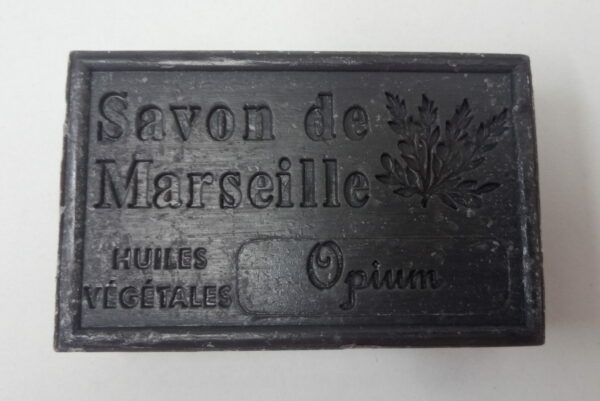 Savon de
Marseille
HUILES
VÉGÉTALES
Opium